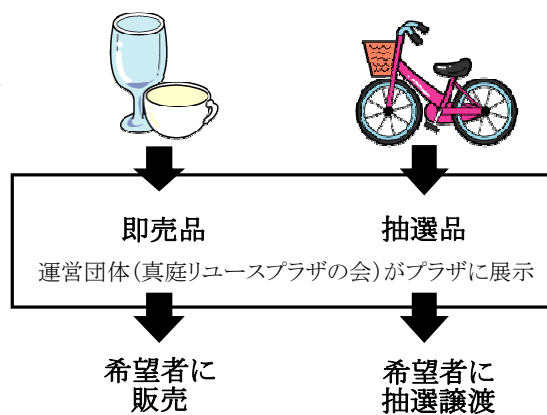 即売品 抽選品
運営団体(真庭リユースプラザの会)がプラザに展示
希望者に 希望者に
販売 抽選譲渡